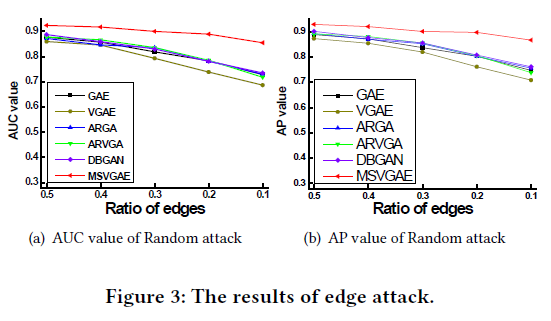 0.9
0.8
0.7
0.6
0.5
0.4
0.3
AUC value
GAE
VGAE
ARGA
ARVGA
DBGAN
MSVGAE
0.5 0.4 0.3 0.2 0.1
Ratio of edges
(a) AUC value of Random attack
0.9
0.8
0.7
0.6
0.5
0.4
0.3
AP value
GAE
VGAE
ARGA
ARVGA
DBGAN
MSVGAE
0.5 0.4 0.3 0.2 0.1
Ratio of edges
(b) AP value of Random attack
Figure 3: The results of edge attack.